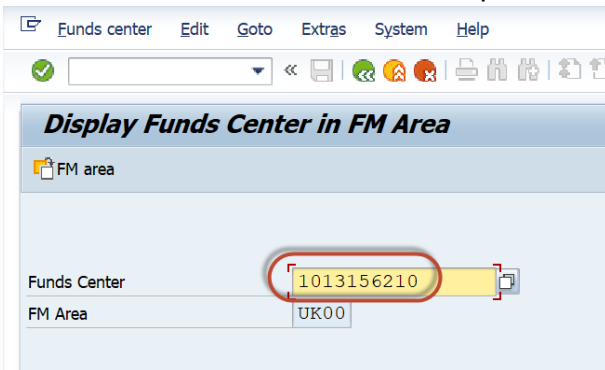 Funds center Edit Goto Extras System Help
Display Funds Center in FM Area
FM area
Funds Center 1013156210
FM Area UK00